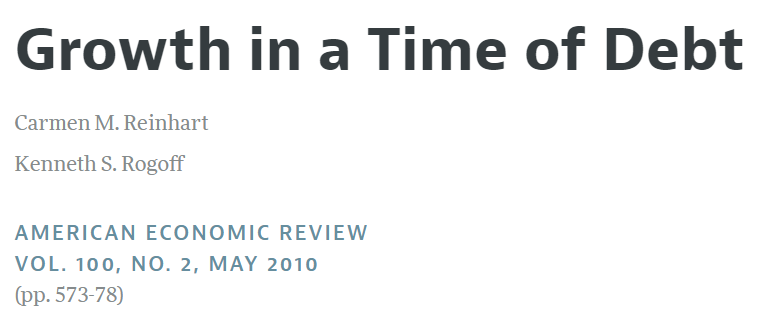 Growth in a Time of Debt
Carmen M. Reinhart
Kenneth S. Rogoff
AMERICAN ECONOMIC REVIEW
VOL. 100, NO. 2, MAY 2010
(pp. 573-78)